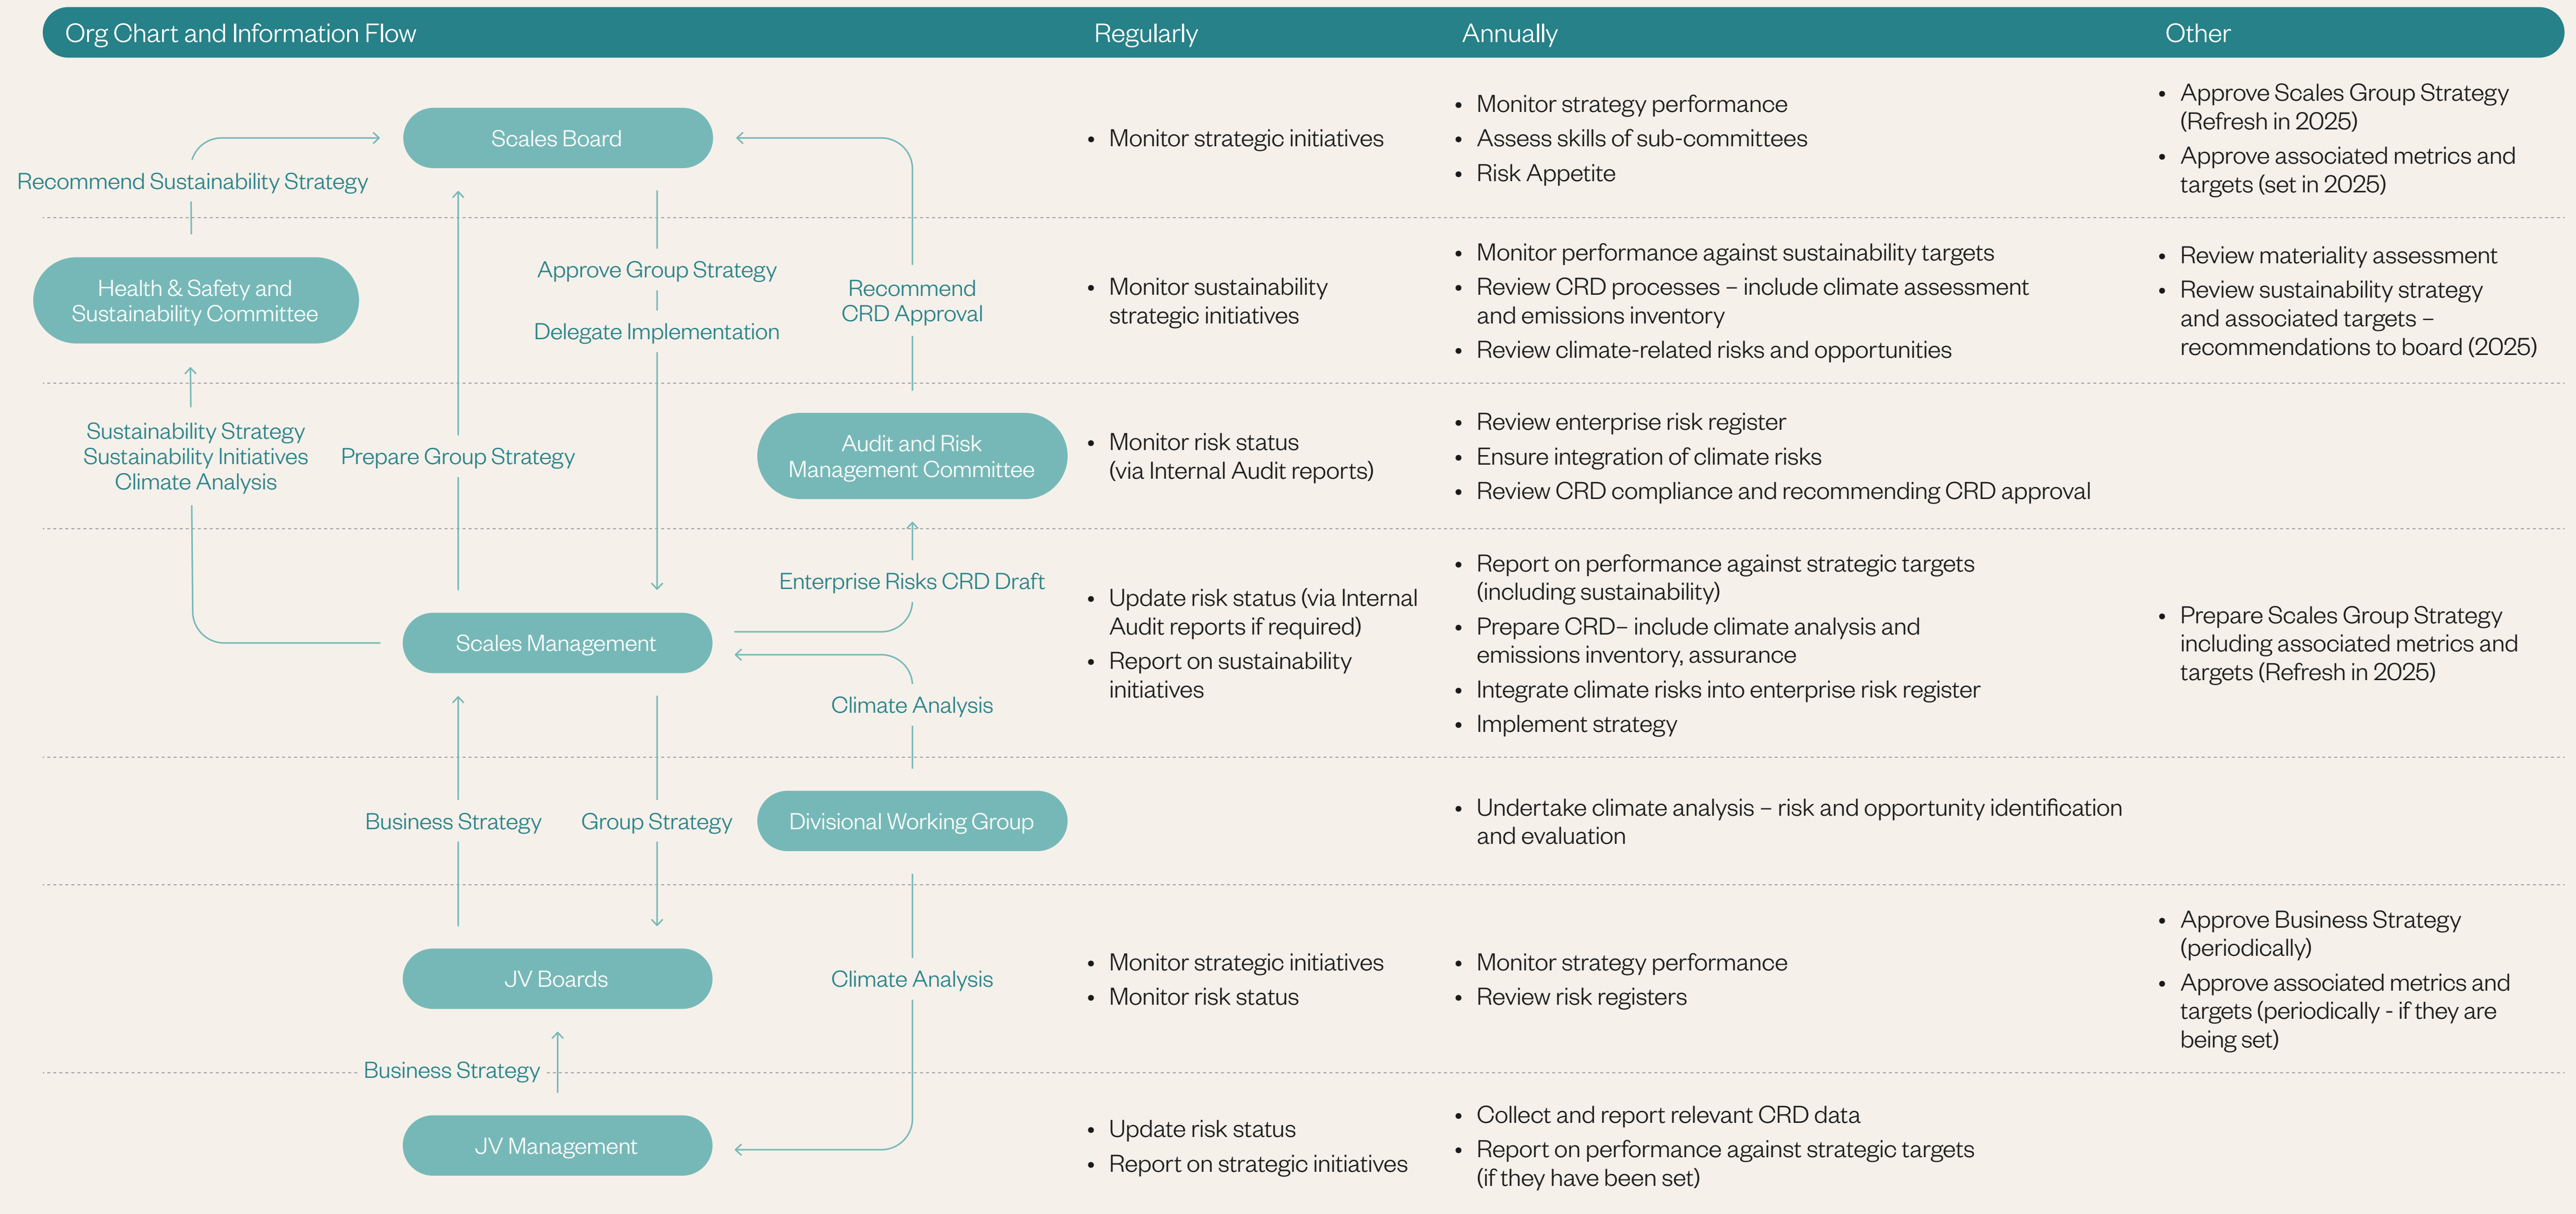 Org Chart and Information Flow
Regularly
Annually
Other
Scales Board
Recommend Sustainability Strategy
• Monitor strategic initiatives
• Monitor strategy performance
• Assess skills of sub-committees
• Risk Appetite
• Approve Scales Group Strategy
(Refresh in 2025)
• Approve associated metrics and
targets (set in 2025)
Health & Safety and
Sustainability Committee
Approve Group Strategy
Delegate Implementation
Recommend
CRD Approval
• Monitor sustainability
strategic initiatives
• Monitor performance against sustainability targets
• Review CRD processes – include climate assessment
and emissions inventory
• Review climate-related risks and opportunities
• Review materiality assessment
• Review sustainability strategy
and associated targets –
recommendations to board (2025)
Sustainability Strategy
Sustainability Initiatives
Climate Analysis
Prepare Group Strategy
Audit and Risk
Management Committee
• Monitor risk status
(via Internal Audit reports)
• Review enterprise risk register
• Ensure integration of climate risks
• Review CRD compliance and recommending CRD approval
Enterprise Risks CRD Draft
Scales Management
Climate Analysis
• Update risk status (via Internal
Audit reports if required)
• Report on sustainability
initiatives
• Report on performance against strategic targets
(including sustainability)
• Prepare CRD– include climate analysis and
emissions inventory, assurance
• Integrate climate risks into enterprise risk register
• Implement strategy
• Prepare Scales Group Strategy
including associated metrics and
targets (Refresh in 2025)
Business Strategy
Group Strategy
Divisional Working Group
• Undertake climate analysis – risk and opportunity identification
and evaluation
JV Boards
Climate Analysis
• Monitor strategic initiatives
• Monitor risk status
• Monitor strategy performance
• Review risk registers
• Approve Business Strategy
(periodically)
• Approve associated metrics and
targets (periodically - if they are
being set)
Business Strategy
JV Management
• Update risk status
• Report on strategic initiatives
• Collect and report relevant CRD data
• Report on performance against strategic targets
(if they have been set)